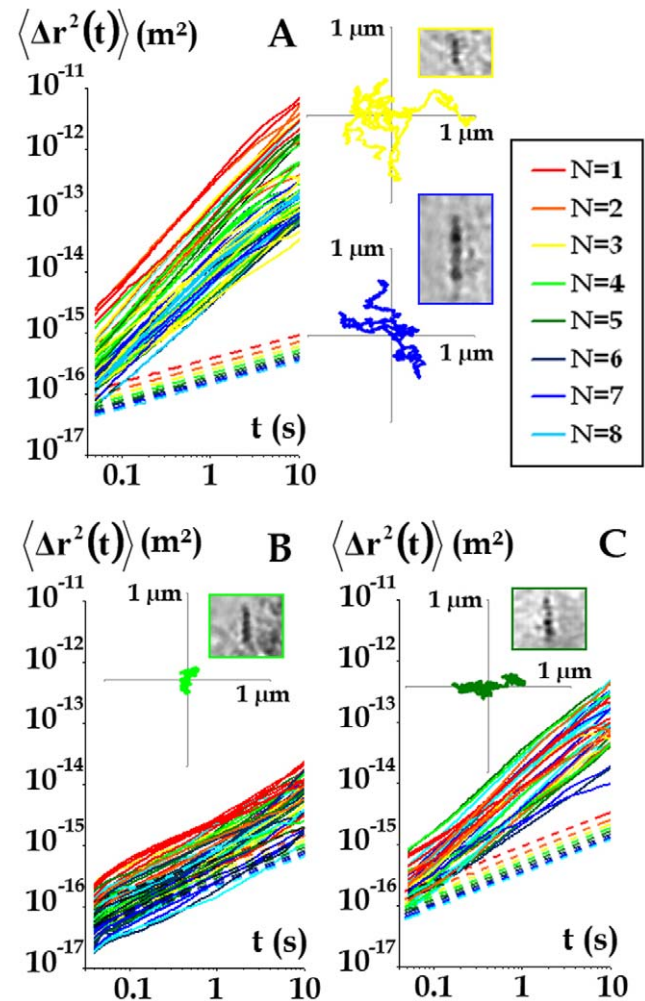 ⟨Δr²(t)⟩ (m²)
A
10⁻¹¹
10⁻¹²
10⁻¹³
10⁻¹⁴
10⁻¹⁵
10⁻¹⁶
10⁻¹⁷
0.1
1
10
t (s)
1 μm
1 μm
1 μm
1 μm
N=1
N=2
N=3
N=4
N=5
N=6
N=7
N=8
⟨Δr²(t)⟩ (m²)
B
10⁻¹¹
10⁻¹²
10⁻¹³
10⁻¹⁴
10⁻¹⁵
10⁻¹⁶
10⁻¹⁷
0.1
1
10
t (s)
1 μm
1 μm
⟨Δr²(t)⟩ (m²)
C
10⁻¹¹
10⁻¹²
10⁻¹³
10⁻¹⁴
10⁻¹⁵
10⁻¹⁶
10⁻¹⁷
0.1
1
10
t (s)
1 μm
1 μm